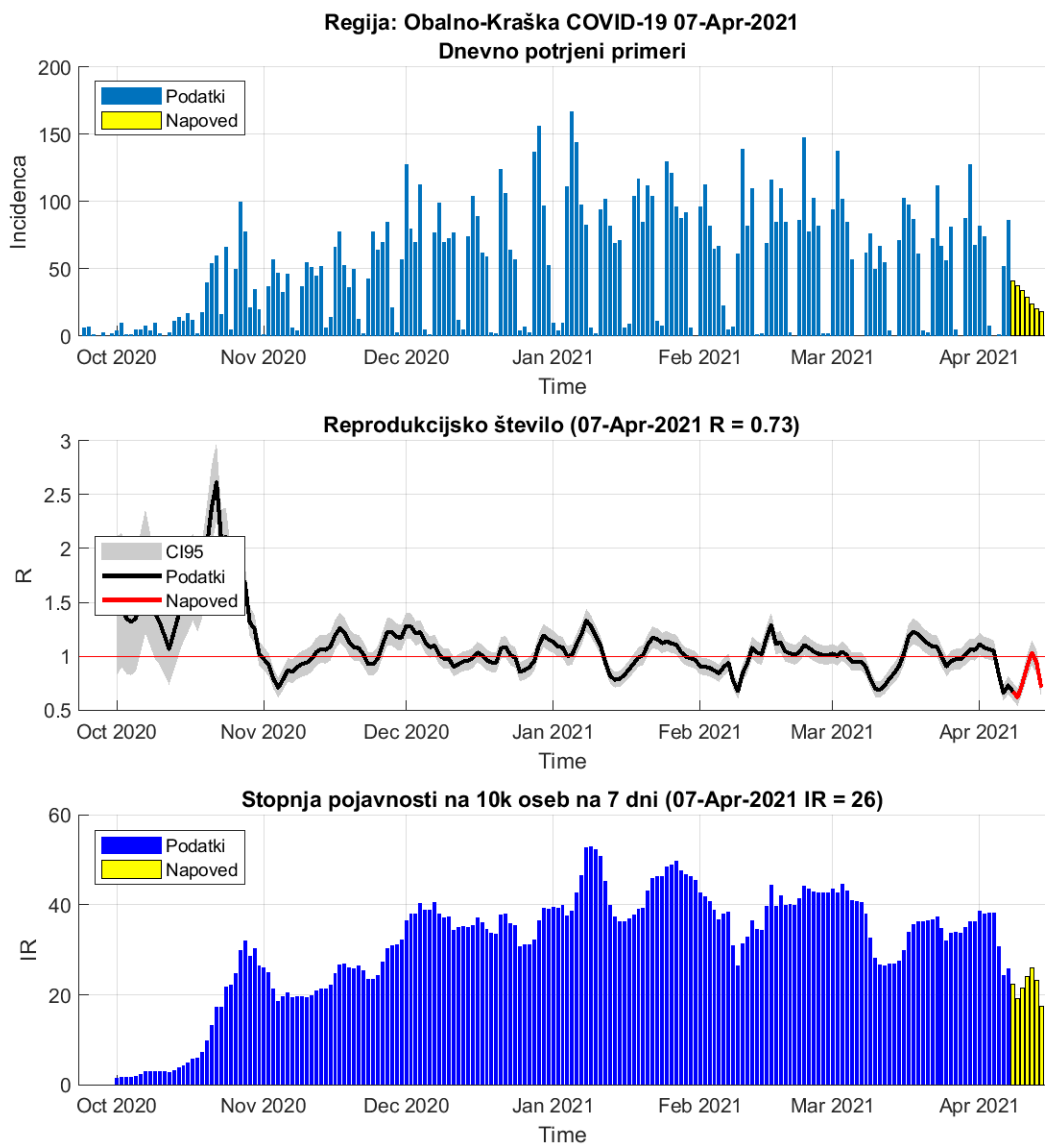 Regija: Obalno-Kraška COVID-19 07-Apr-2021
Dnevno potrjeni primeri
200
150
100
50
0
Incidenca
Podatki
Napoved
Oct 2020 Nov 2020 Dec 2020 Jan 2021 Feb 2021 Mar 2021 Apr 2021
Time
Reprodukcijsko število (07-Apr-2021 R = 0.73)
3
2.5
2
1.5
1
0.5
R
CI95
Podatki
Napoved
Oct 2020 Nov 2020 Dec 2020 Jan 2021 Feb 2021 Mar 2021 Apr 2021
Time
Stopnja pojavnosti na 10k oseb na 7 dni (07-Apr-2021 IR = 26)
60
40
20
0
IR
Podatki
Napoved
Oct 2020 Nov 2020 Dec 2020 Jan 2021 Feb 2021 Mar 2021 Apr 2021
Time